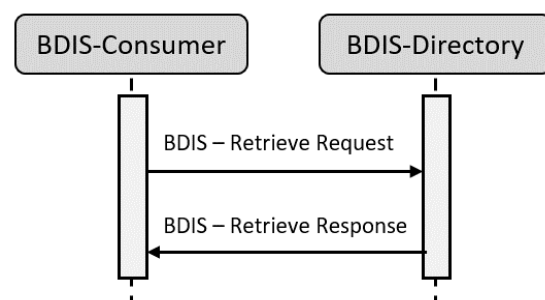 BDIS-Consumer
BDIS-Directory
BDIS – Retrieve Request
BDIS – Retrieve Response